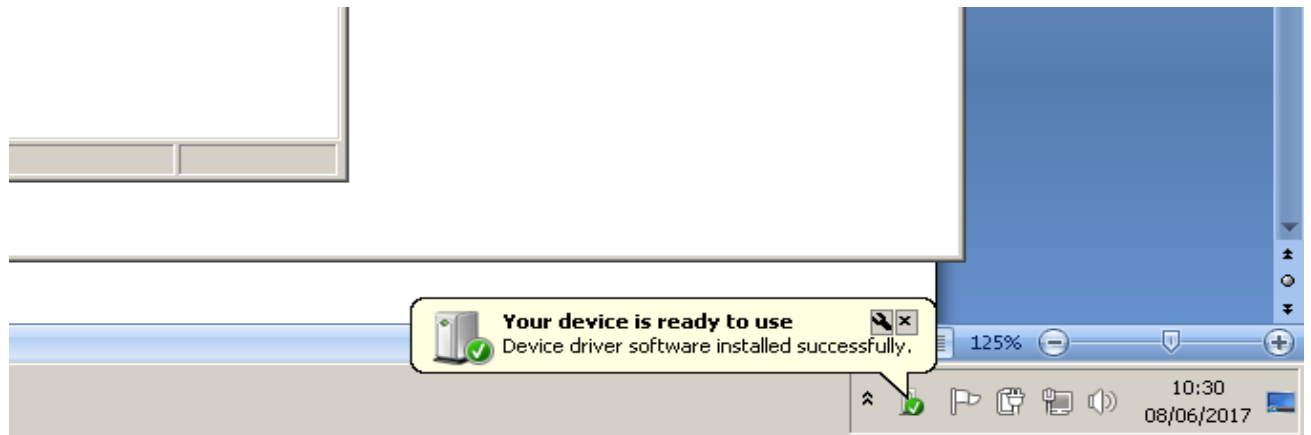 Your device is ready to use
Device driver software installed successfully.
125%
10:30
08/06/2017